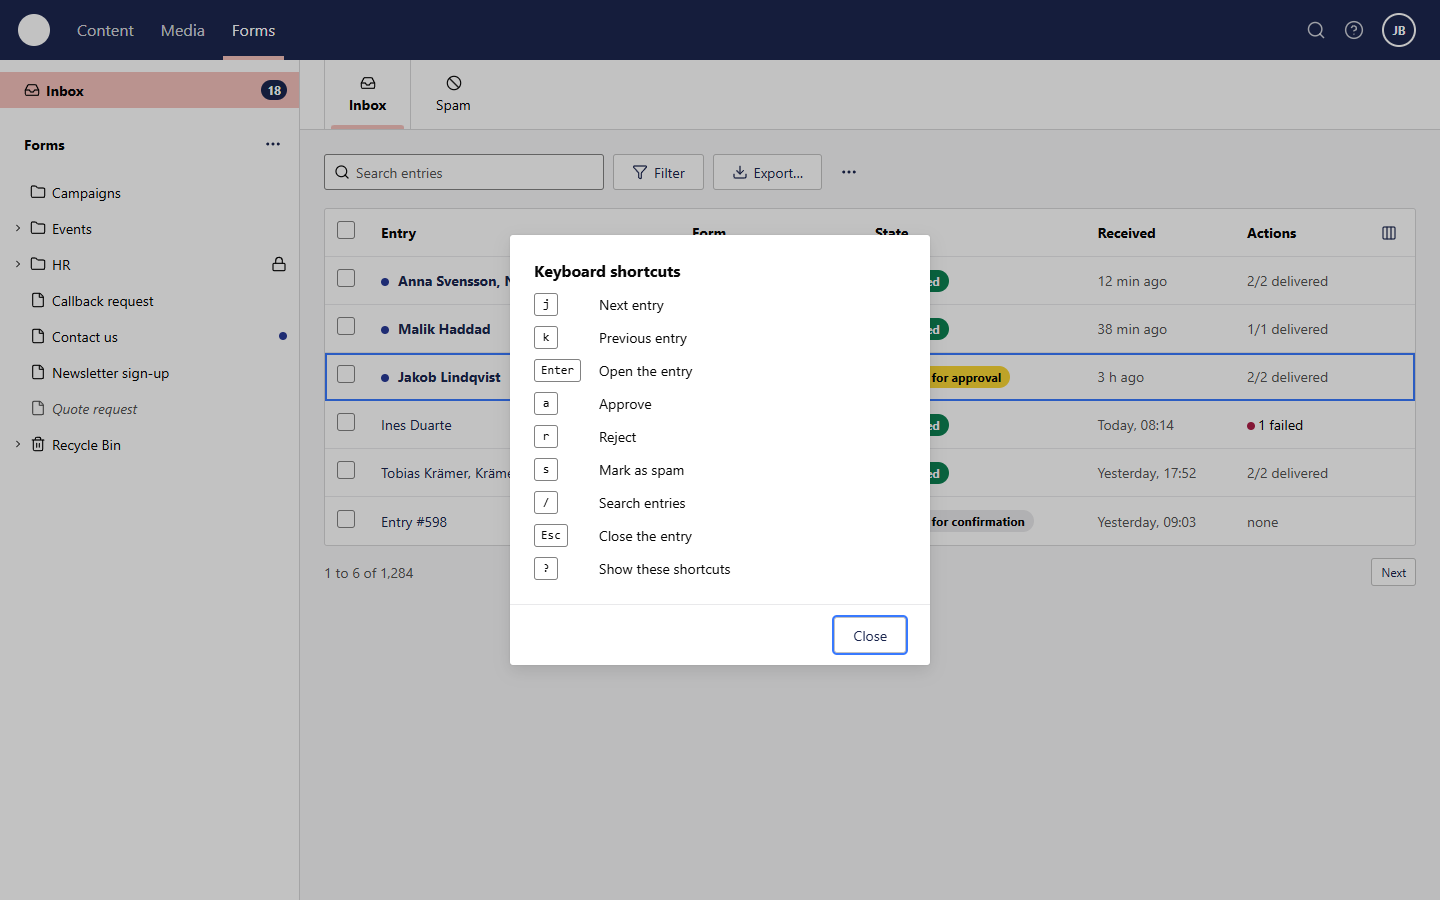 Content Media Forms JB
Inbox 18
Inbox
Spam
Forms
Search entries Filter Export...
Campaigns
Events
HR
Callback request
Contact us
Newsletter sign-up
Quote request
Recycle Bin
Entry Form State Received Actions
Anna Svensson, 12 min ago 2/2 delivered
Malik Haddad 38 min ago 1/1 delivered
Jakob Lindqvist for approval 3 h ago 2/2 delivered
Ines Duarte Today, 08:14 1 failed
Tobias Krämer, Yesterday, 17:52 2/2 delivered
Entry #598 for confirmation Yesterday, 09:03 none
1 to 6 of 1,284 Next
Keyboard shortcuts
j Next entry
k Previous entry
Enter Open the entry
a Approve
r Reject
s Mark as spam
/ Search entries
Esc Close the entry
? Show these shortcuts
Close